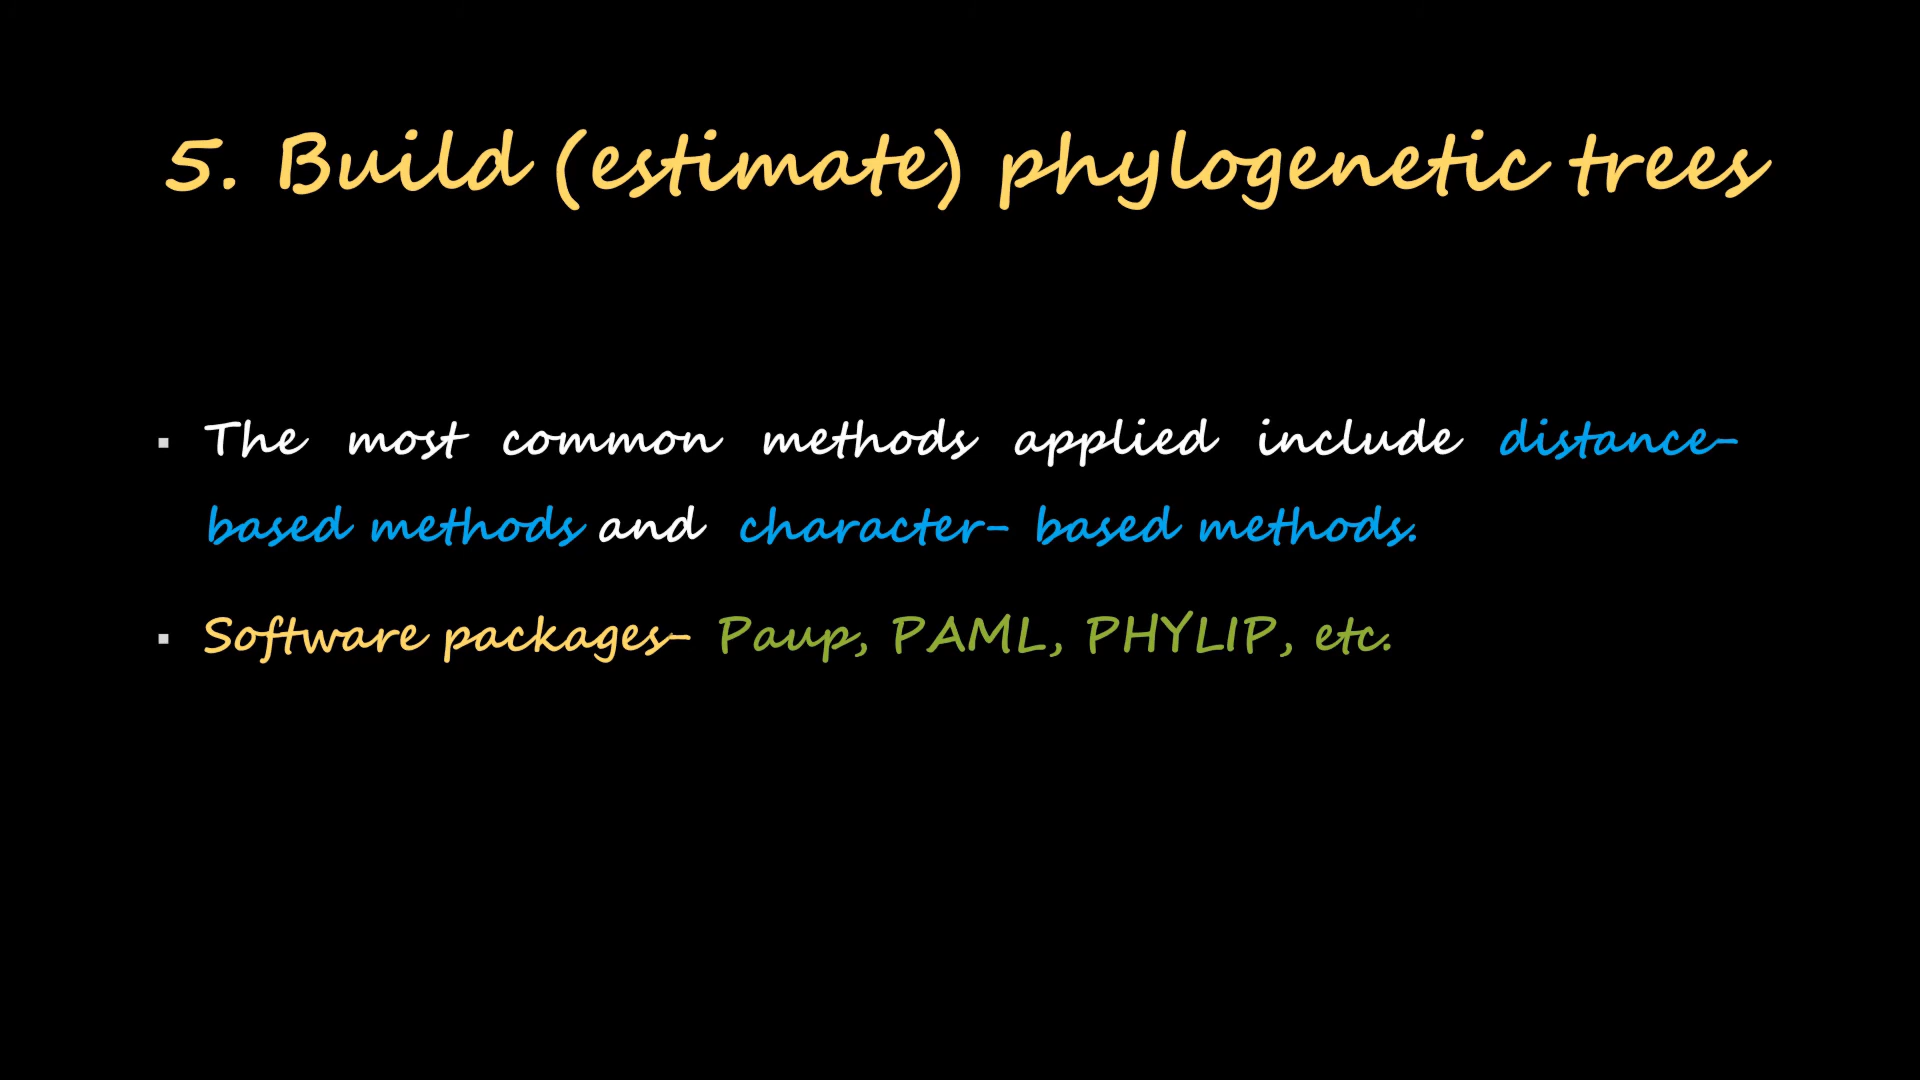 5. Build (estimate) phylogenetic trees
▪ The most common methods applied include distance-
based methods and character- based methods.
▪ Software packages- Paup, PAML, PHYLIP, etc.